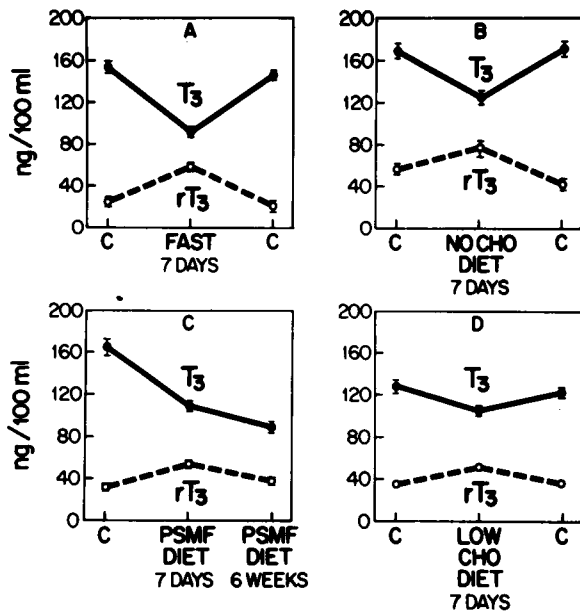 A
200
160
120
80
40
0
ng/100 ml
T3
rT3
C
FAST
7 DAYS
C
B
200
160
120
80
40
0
T3
rT3
C
NO CHO
DIET
7 DAYS
C
C
200
160
120
80
40
0
ng/100 ml
T3
rT3
C
PSMF
DIET
7 DAYS
PSMF
DIET
6 WEEKS
D
200
160
120
80
40
0
T3
rT3
C
LOW
CHO
DIET
7 DAYS
C